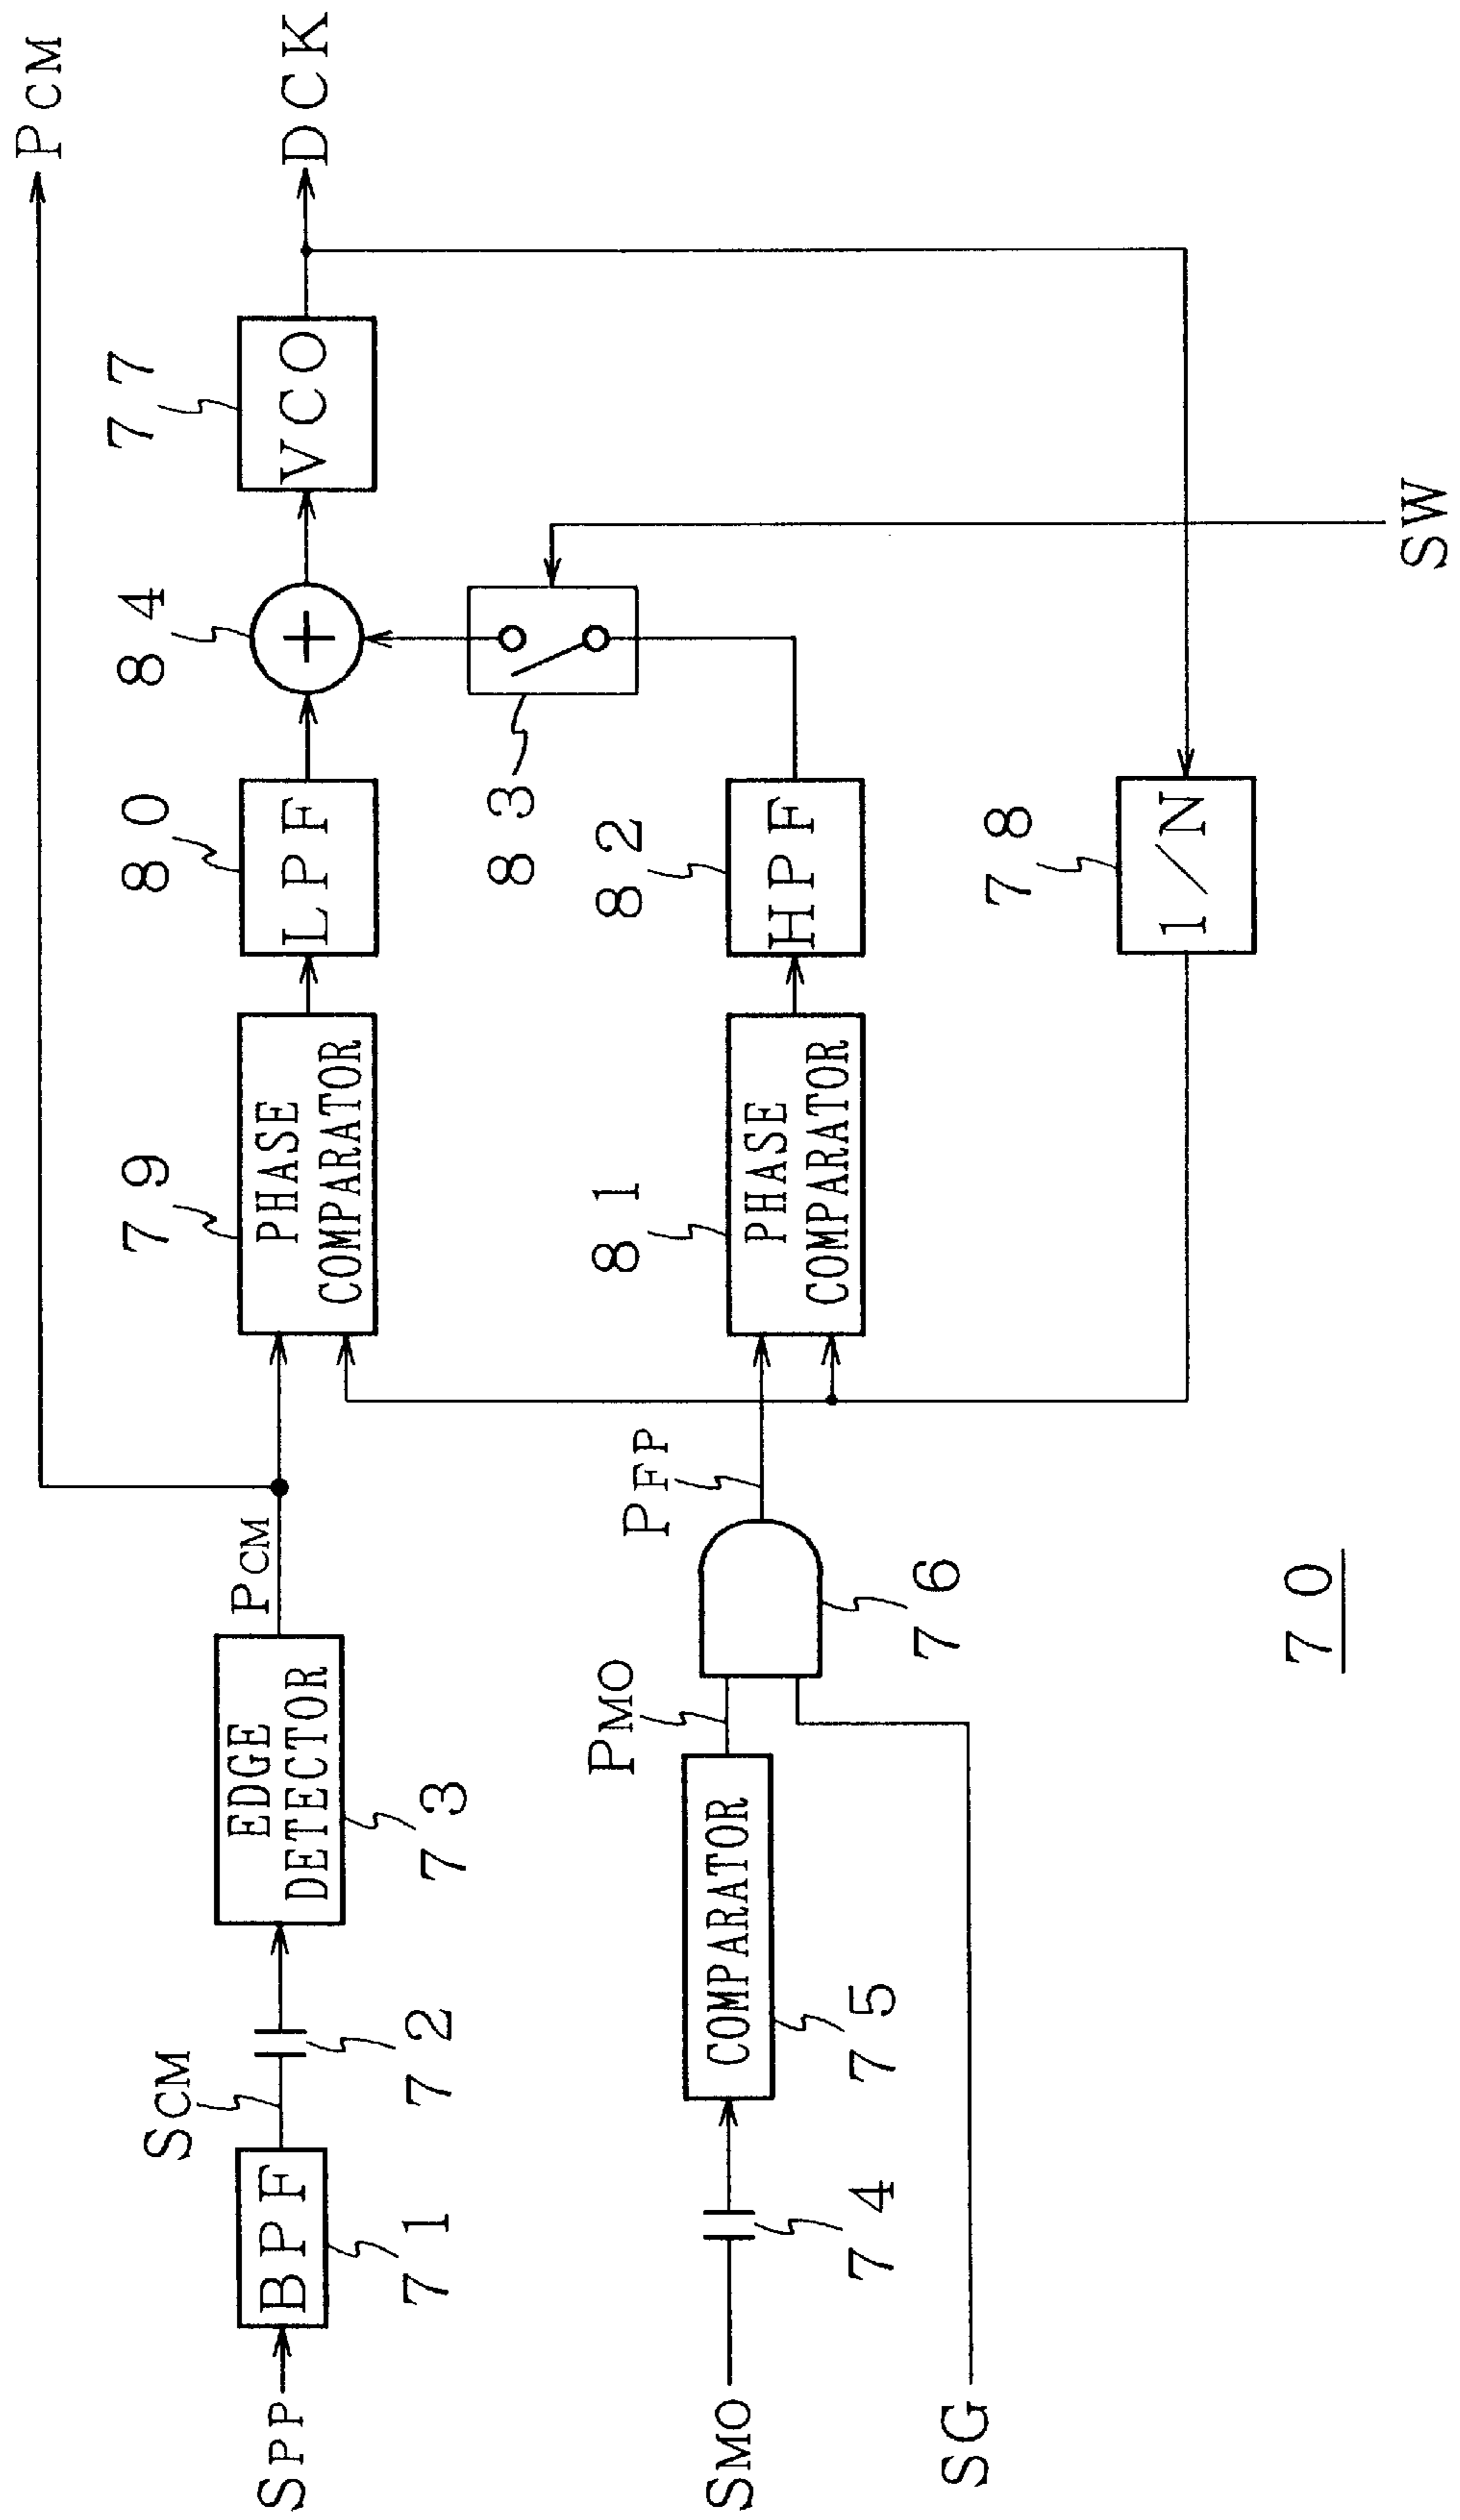 PCM
DCK
77
VCO
84
+
80
LPF
79
PHASE
COMPARATOR
PCM
EDGE
DETECTOR
73
SCM
72
BPF
71
SPP
83
SW
82
HPF
81
PHASE
COMPARATOR
78
1/N
PFP
76
PMO
COMPARATOR
75
74
SMO
SG
70